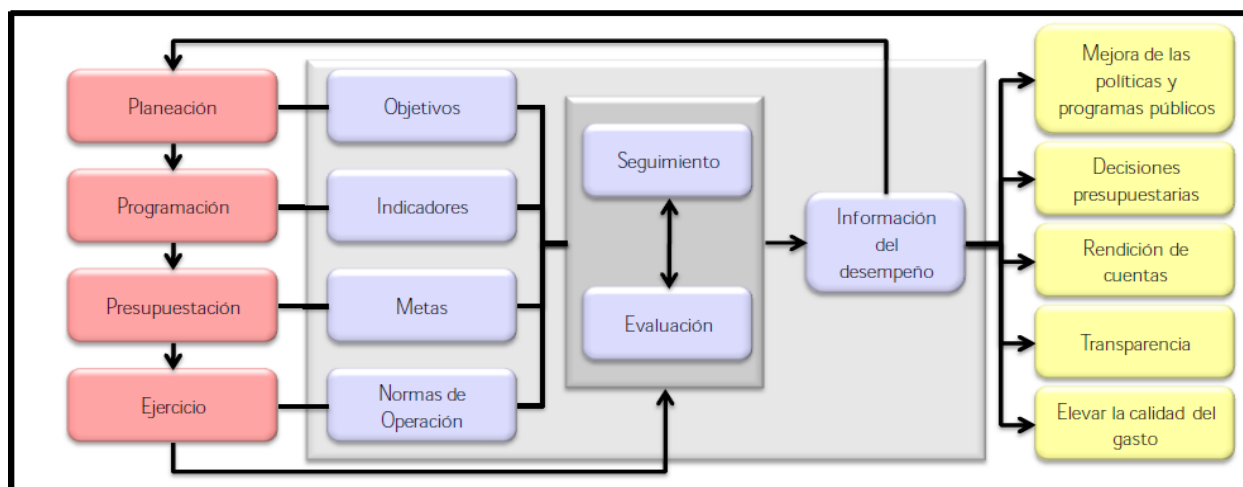 Planeación
Programación
Presupuestación
Ejercicio
Objetivos
Indicadores
Metas
Normas de
Operación
Seguimiento
Evaluación
Información
del
desempeño
Mejora de las
políticas y
programas públicos
Decisiones
presupuestarias
Rendición de
cuentas
Transparencia
Elevar la calidad del
gasto